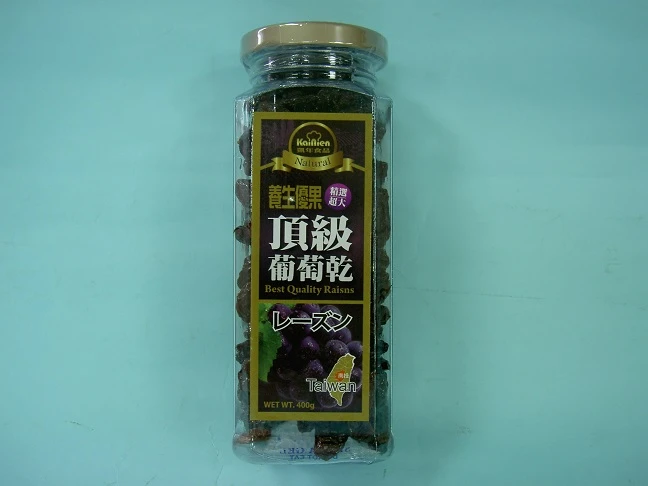 KaiNien
凱年食品
Natural
養生優果
精選
超大
頂級
葡萄乾
Best Quality Raisns
レーズン
Taiwan
WET WT. 400g